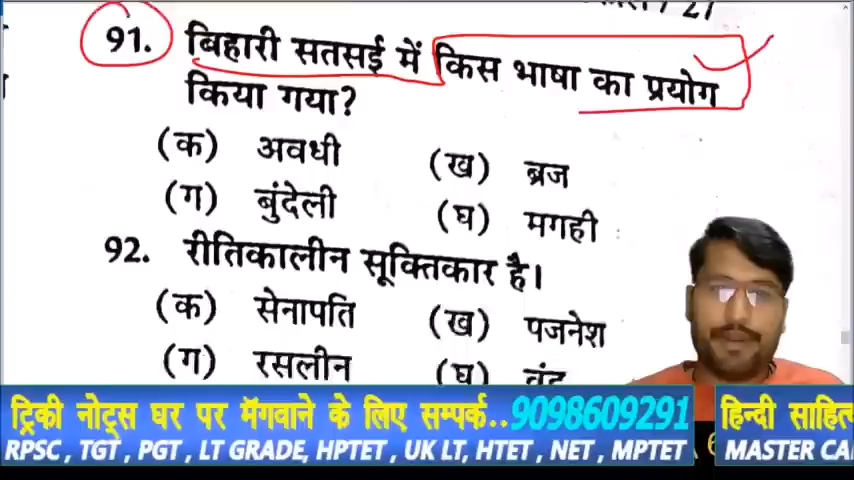 91. बिहारी सतसई में किस भाषा का प्रयोग
किया गया?
(क) अवधी (ख) ब्रज
(ग) बुंदेली (घ) मगही
92. रीतिकालीन सूक्तिकार है।
(क) सेनापति (ख) पजनेश
(ग) रसलीन (घ) वृंद
ट्रिकी नोट्स घर पर मॅगवाने के लिए सम्पर्क..9098609291
RPSC , TGT , PGT , LT GRADE, HPTET , UK LT, HTET , NET , MPTET
हिन्दी
MASTER